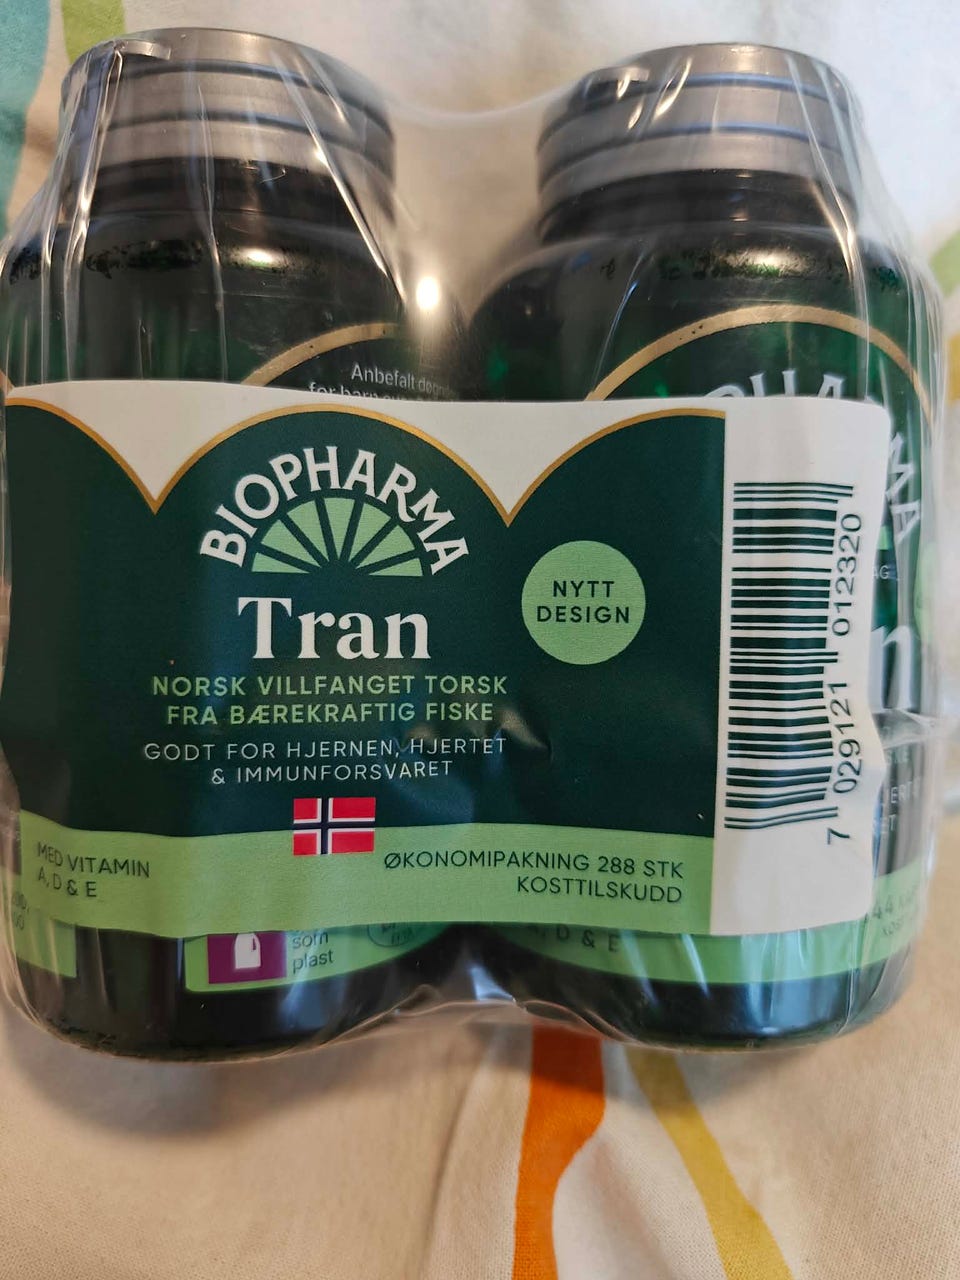 Anbefalt
BIOPHARMA
Tran
NORSK VILLFANGET TORSK
FRA BÆREKRAFTIG FISKE
GODT FOR HJERNEN, HJERTET
& IMMUNFORSVARET
NYTT
DESIGN
MED VITAMIN
A, D & E
ØKONOMIPAKNING 288 STK
KOSTTILSKUDD
7 029121 012320
som
plast
A, D & E